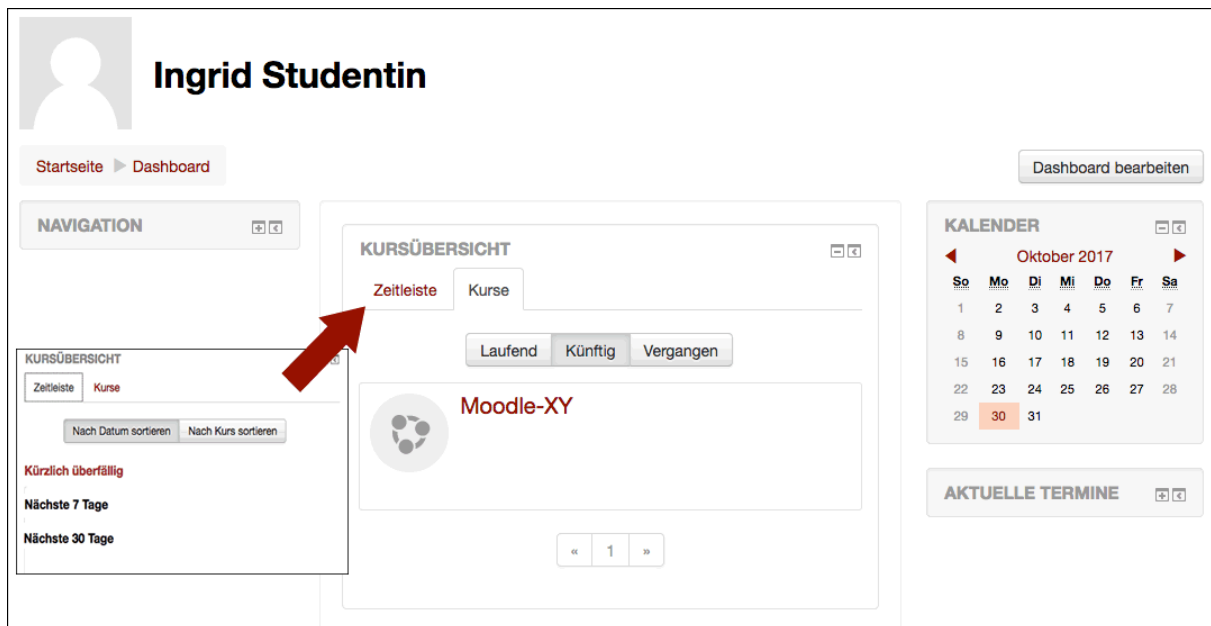 Ingrid Studentin
Startseite Dashboard
Dashboard bearbeiten
NAVIGATION
KURSÜBERSICHT
Zeitleiste Kurse
Laufend Künftig Vergangen
Moodle-XY
« 1 »
KURSÜBERSICHT
Zeitleiste Kurse
Nach Datum sortieren Nach Kurs sortieren
Kürzlich überfällig
Nächste 7 Tage
Nächste 30 Tage
KALENDER
Oktober 2017
So Mo Di Mi Do Fr Sa
1 2 3 4 5 6 7
8 9 10 11 12 13 14
15 16 17 18 19 20 21
22 23 24 25 26 27 28
29 30 31
AKTUELLE TERMINE